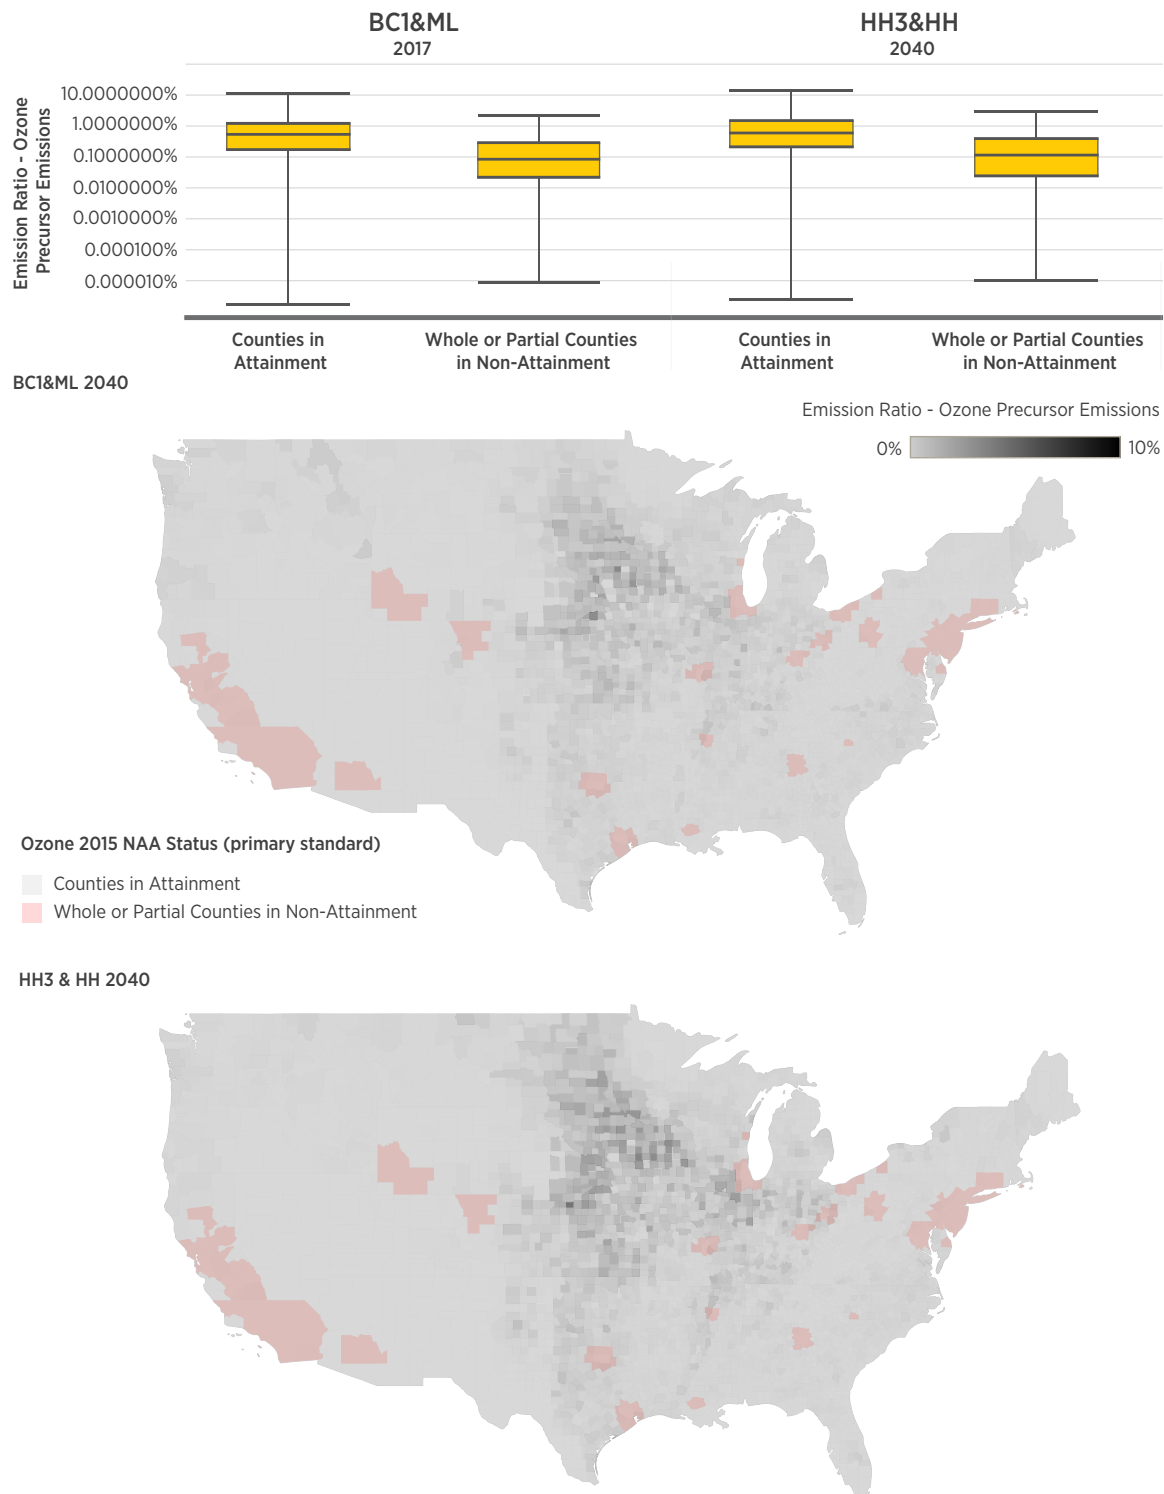 BC1&ML
2017
HH3&HH
2040
Emission Ratio - Ozone
Precursor Emissions
10.0000000%
1.0000000%
0.1000000%
0.0100000%
0.0010000%
0.000100%
0.000010%
Counties in
Attainment
Whole or Partial Counties
in Non-Attainment
Counties in
Attainment
Whole or Partial Counties
in Non-Attainment
BC1&ML 2040
Emission Ratio - Ozone Precursor Emissions
0%
10%
Ozone 2015 NAA Status (primary standard)
Counties in Attainment
Whole or Partial Counties in Non-Attainment
HH3 & HH 2040